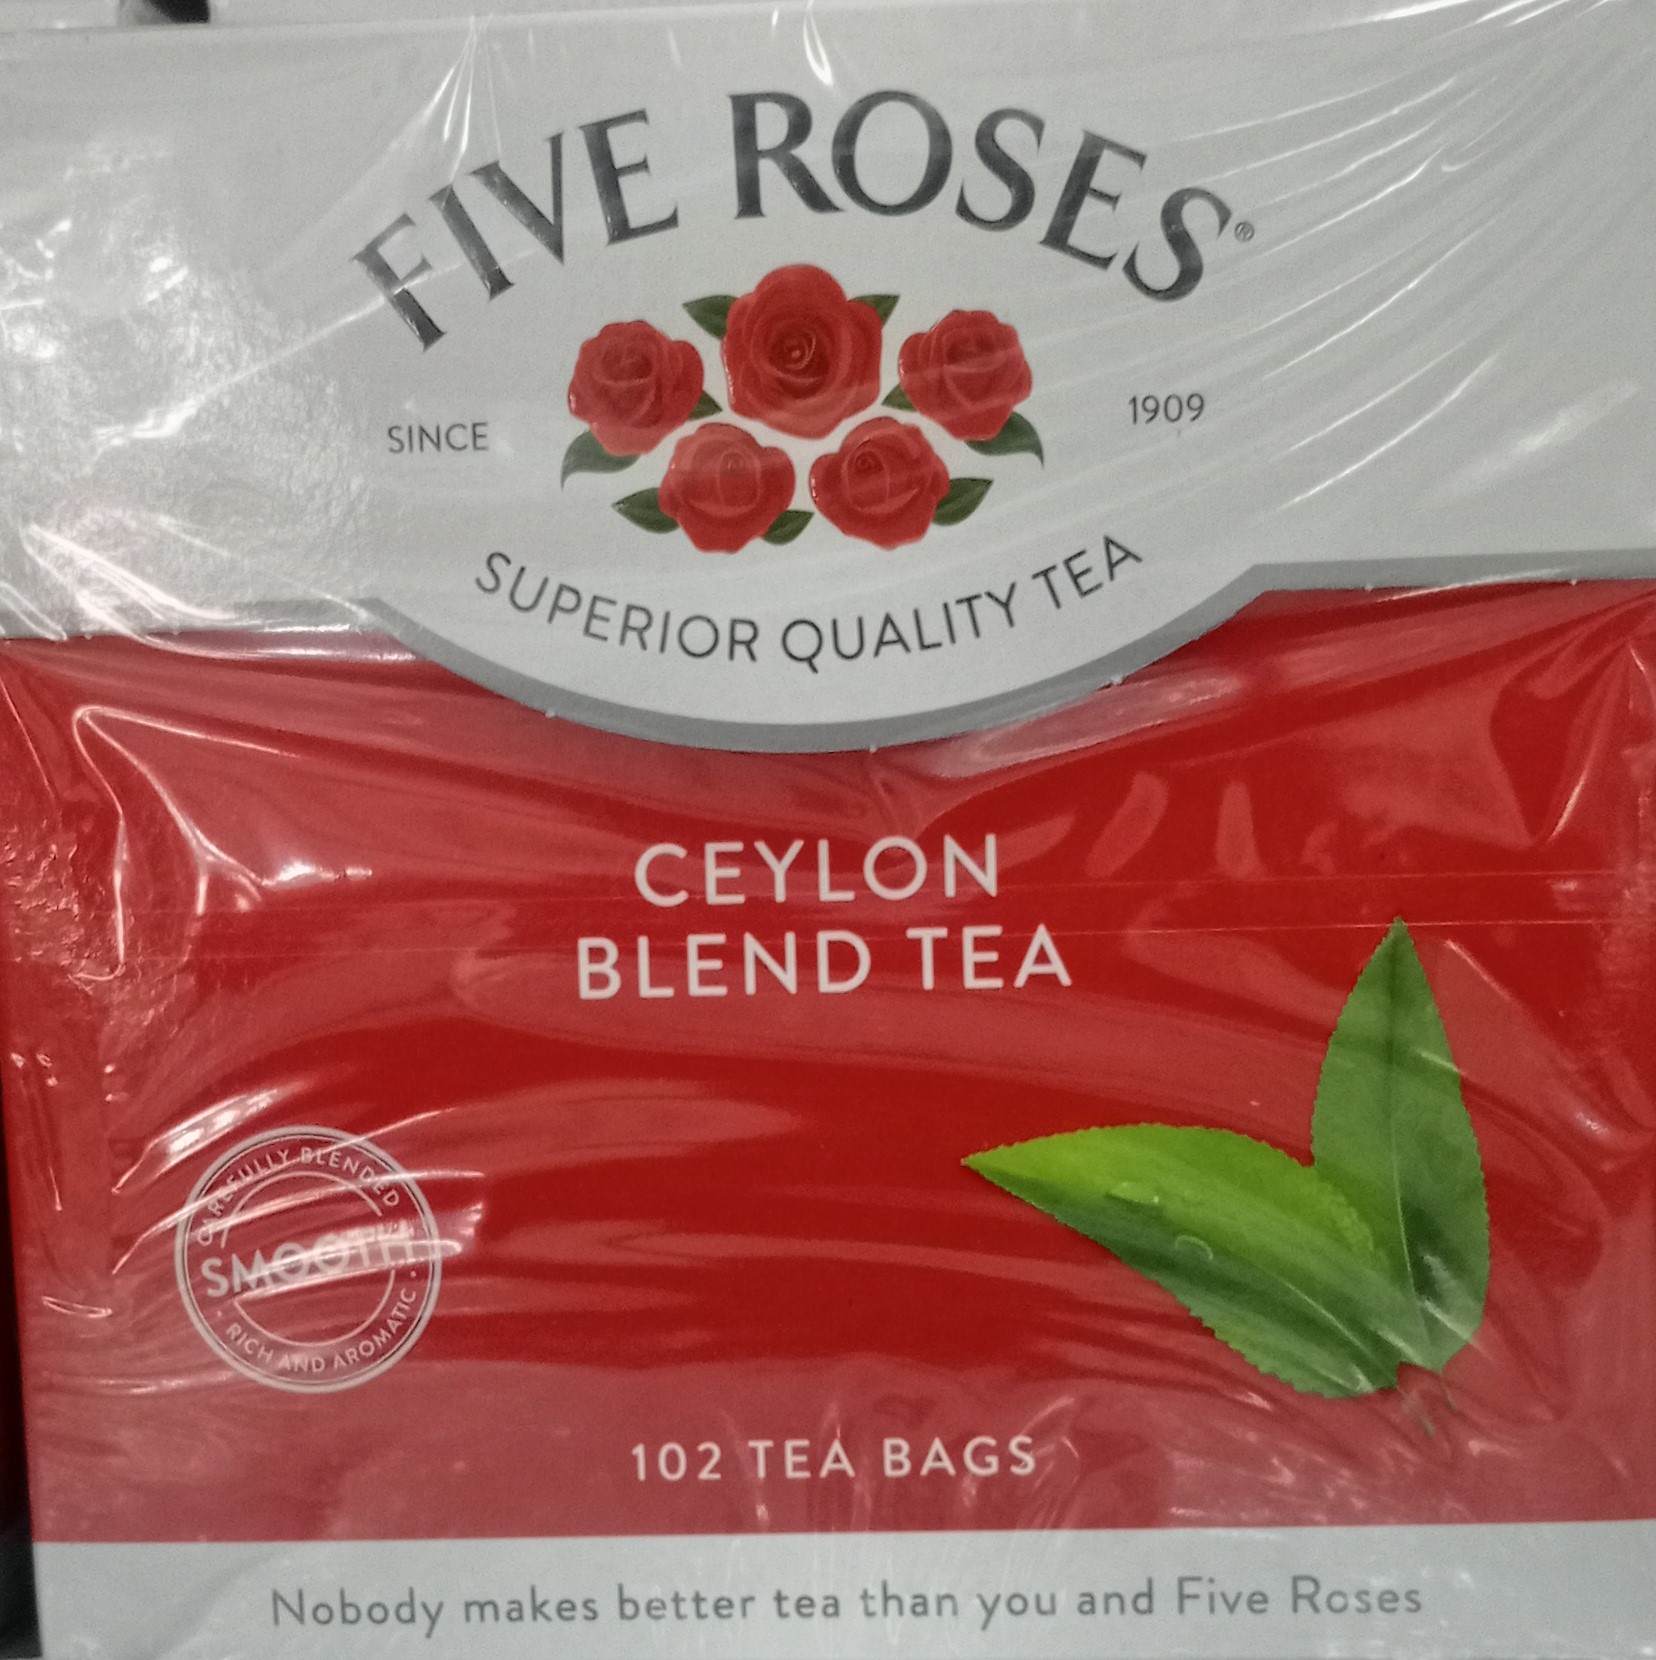 FIVE ROSES®
SINCE 1909
SUPERIOR QUALITY TEA
CEYLON
BLEND TEA
CAREFULLY BLENDED
SMOOTH
RICH AND AROMATIC
102 TEA BAGS
Nobody makes better tea than you and Five Roses